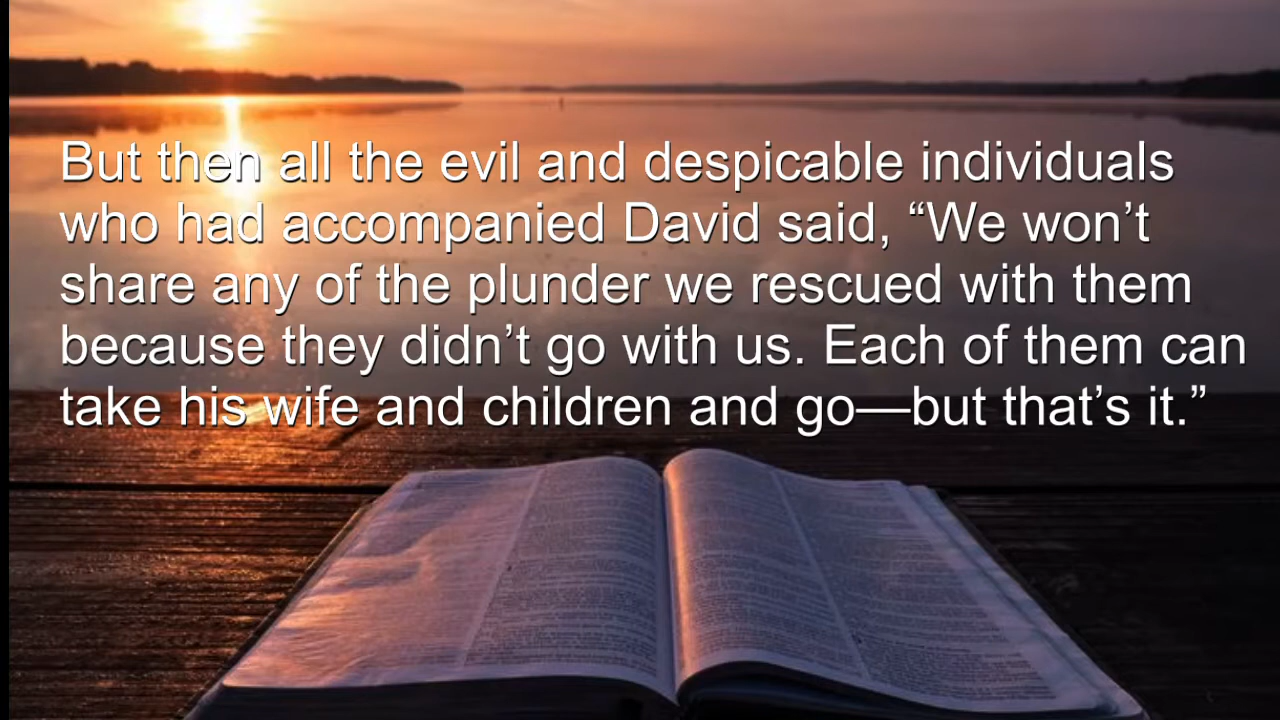 But then all the evil and despicable individuals
who had accompanied David said, “We won’t
share any of the plunder we rescued with them
because they didn’t go with us. Each of them can
take his wife and children and go—but that’s it.”